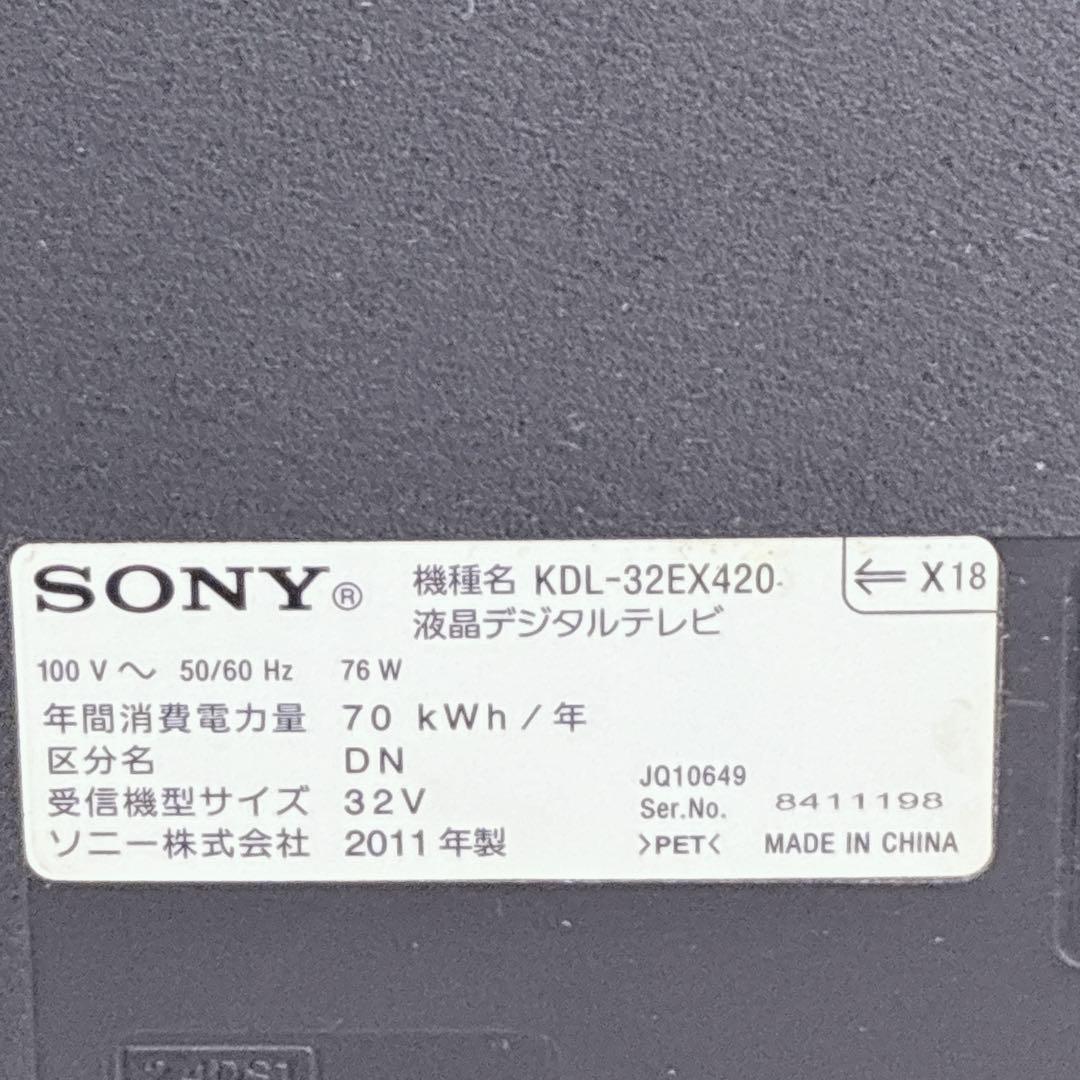 SONY®
機種名 KDL-32EX420
液晶デジタルテレビ
⇐ X18
100 V ～ 50/60 Hz 76 W
年間消費電力量 70 kWh/年
区分名 DN
受信機型サイズ 32V
ソニー株式会社 2011年製
JQ10649
Ser.No. 8411198
>PET< MADE IN CHINA